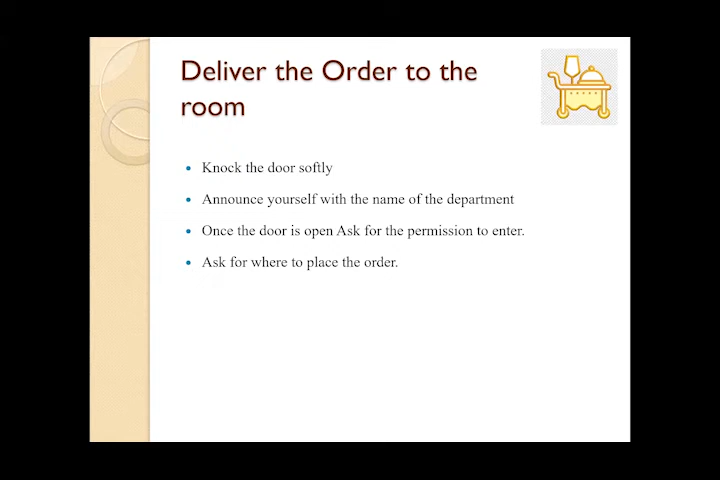 Deliver the Order to the
room
Knock the door softly
Announce yourself with the name of the department
Once the door is open Ask for the permission to enter.
Ask for where to place the order.